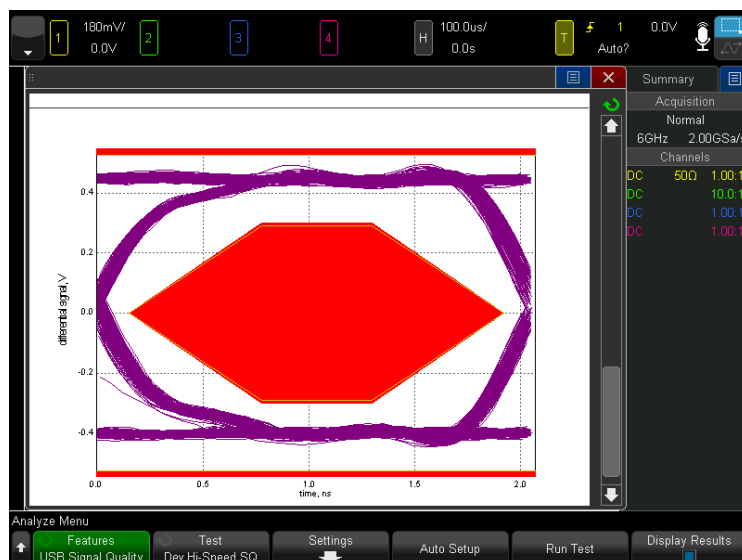 1 180mV/ 0.0V
2
3
4
H 100.0us/ 0.0s
T 1 0.0V Auto?
Summary
Acquisition
Normal
6GHz 2.00GSa/s
Channels
DC 50Ω 1.00:1
DC 10.0:1
DC 1.00:1
DC 1.00:1
differential signal, V
0.4
0.2
0.0
-0.2
-0.4
0.0 0.5 1.0 1.5 2.0
time, ns
Analyze Menu
Features
USB Signal Quality
Test
Dev Hi-Speed SQ
Settings
Auto Setup
Run Test
Display Results